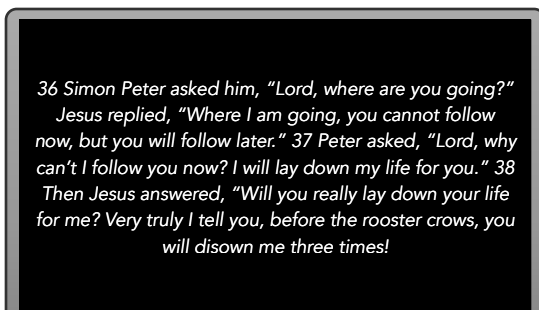 36 Simon Peter asked him, “Lord, where are you going?”
Jesus replied, “Where I am going, you cannot follow
now, but you will follow later.” 37 Peter asked, “Lord, why
can’t I follow you now? I will lay down my life for you.” 38
Then Jesus answered, “Will you really lay down your life
for me? Very truly I tell you, before the rooster crows, you
will disown me three times!